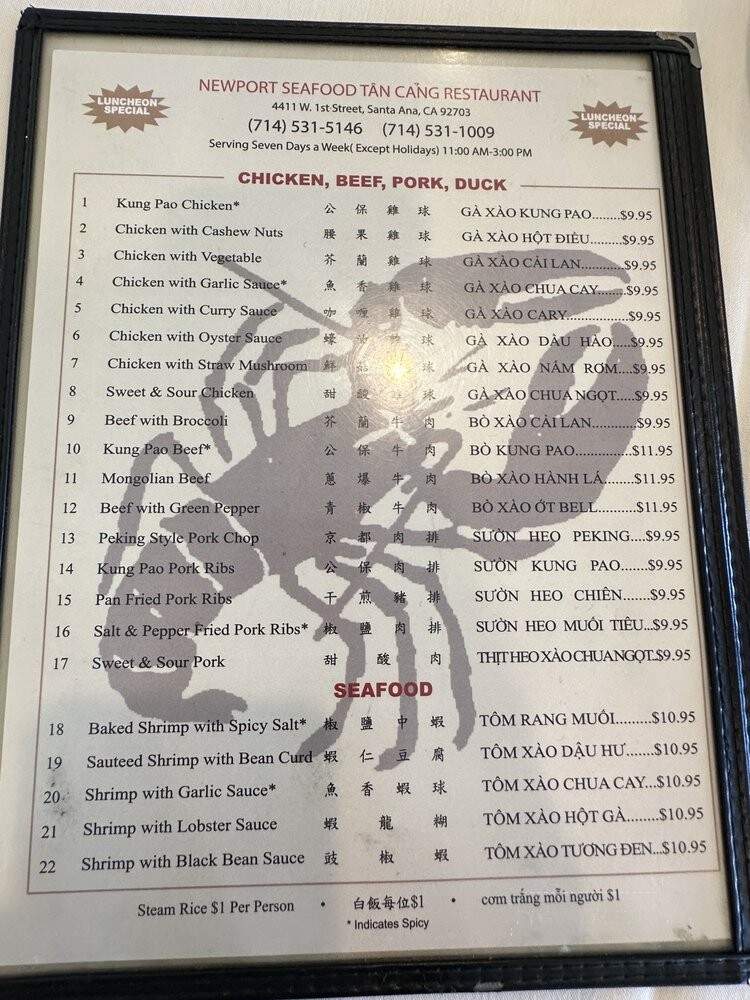 LUNCHEON SPECIAL
NEWPORT SEAFOOD TÂN CẢNG RESTAURANT
LUNCHEON SPECIAL
4411 W. 1st Street, Santa Ana, CA 92703
(714) 531-5146 (714) 531-1009
Serving Seven Days a Week( Except Holidays) 11:00 AM-3:00 PM
CHICKEN, BEEF, PORK, DUCK
1 Kung Pao Chicken* 公保雞球 GÀ XÀO KUNG PAO........$9.95
2 Chicken with Cashew Nuts 腰果雞球 GÀ XÀO HỘT ĐIỀU........$9.95
3 Chicken with Vegetable 芥蘭雞球 GÀ XÀO CẢI LAN............$9.95
4 Chicken with Garlic Sauce* 魚香雞球 GÀ XÀO CHUA CAY........$9.95
5 Chicken with Curry Sauce 咖喱雞球 GÀ XÀO CARY..................$9.95
6 Chicken with Oyster Sauce 蠔 球 GÀ XÀO DẦU HÀO.....$9.95
7 Chicken with Straw Mushroom 鮮菇 球 GÀ XÀO NẤM RƠM....$9.95
8 Sweet & Sour Chicken 甜酸 球 GÀ XÀO CHUA NGỌT.....$9.95
9 Beef with Broccoli 芥蘭牛肉 BÒ XÀO CẢI LAN............$9.95
10 Kung Pao Beef* 公保牛肉 BÒ KUNG PAO...............$11.95
11 Mongolian Beef 蔥爆牛肉 BÒ XÀO HÀNH LÁ........$11.95
12 Beef with Green Pepper 青椒牛肉 BÒ XÀO ỚT BELL..........$11.95
13 Peking Style Pork Chop 京都肉排 SƯỜN HEO PEKING....$9.95
14 Kung Pao Pork Ribs 公保肉排 SƯỜN KUNG PAO.......$9.95
15 Pan Fried Pork Ribs 干煎豬排 SƯỜN HEO CHIÊN.......$9.95
16 Salt & Pepper Fried Pork Ribs* 椒鹽肉排 SƯỜN HEO MUỐI TIÊU...$9.95
17 Sweet & Sour Pork 甜酸肉 THỊT HEO XÀO CHUA NGỌT.$9.95
SEAFOOD
18 Baked Shrimp with Spicy Salt* 椒鹽中蝦 TÔM RANG MUỐI.........$10.95
19 Sauteed Shrimp with Bean Curd 蝦仁豆腐 TÔM XÀO DẬU HƯ........$10.95
20 Shrimp with Garlic Sauce* 魚香蝦球 TÔM XÀO CHUA CAY...$10.95
21 Shrimp with Lobster Sauce 蝦龍糊 TÔM XÀO HỘT GÀ........$10.95
22 Shrimp with Black Bean Sauce 豉椒蝦 TÔM XÀO TƯƠNG ĐEN...$10.95
Steam Rice $1 Per Person • 白飯每位$1 • cơm trắng mỗi người $1
* Indicates Spicy